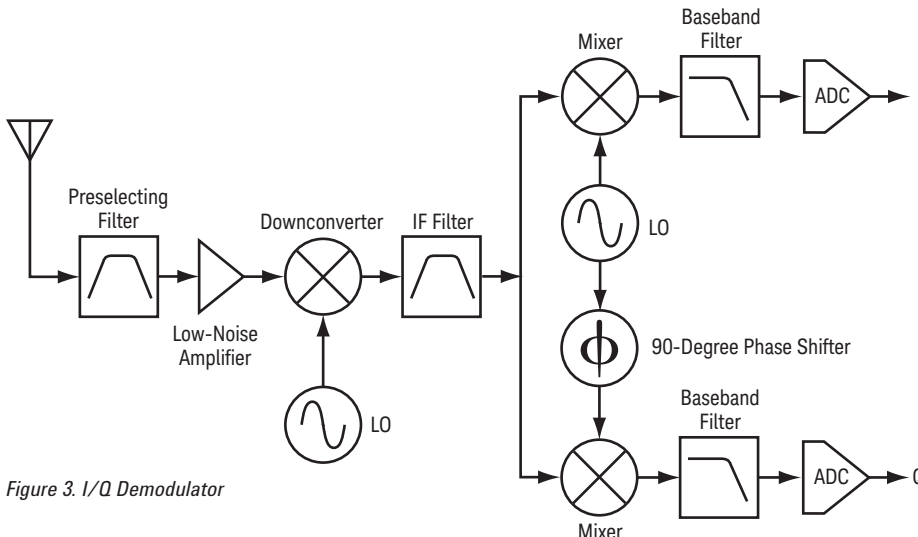 Mixer
Baseband
Filter
ADC
Preselecting
Filter
Downconverter
IF Filter
LO
Low-Noise
Amplifier
90-Degree Phase Shifter
LO
Baseband
Filter
ADC
Figure 3. I/Q Demodulator
Mixer